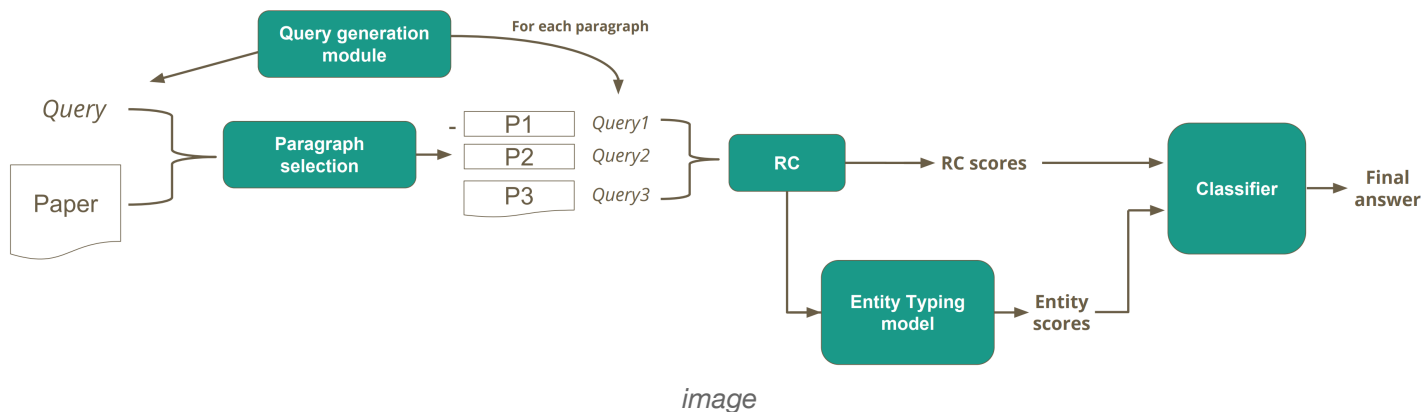 Query generation
module
For each paragraph
Query
Paper
Paragraph
selection
-
P1
Query1
P2
Query2
P3
Query3
RC
RC scores
Entity Typing
model
Entity
scores
Classifier
Final
answer
image